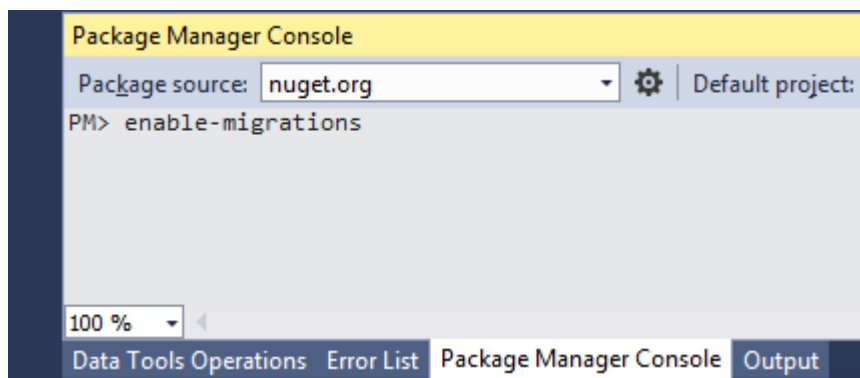 Package Manager Console
Package source: nuget.org Default project:
PM> enable-migrations
100 %
Data Tools Operations Error List Package Manager Console Output